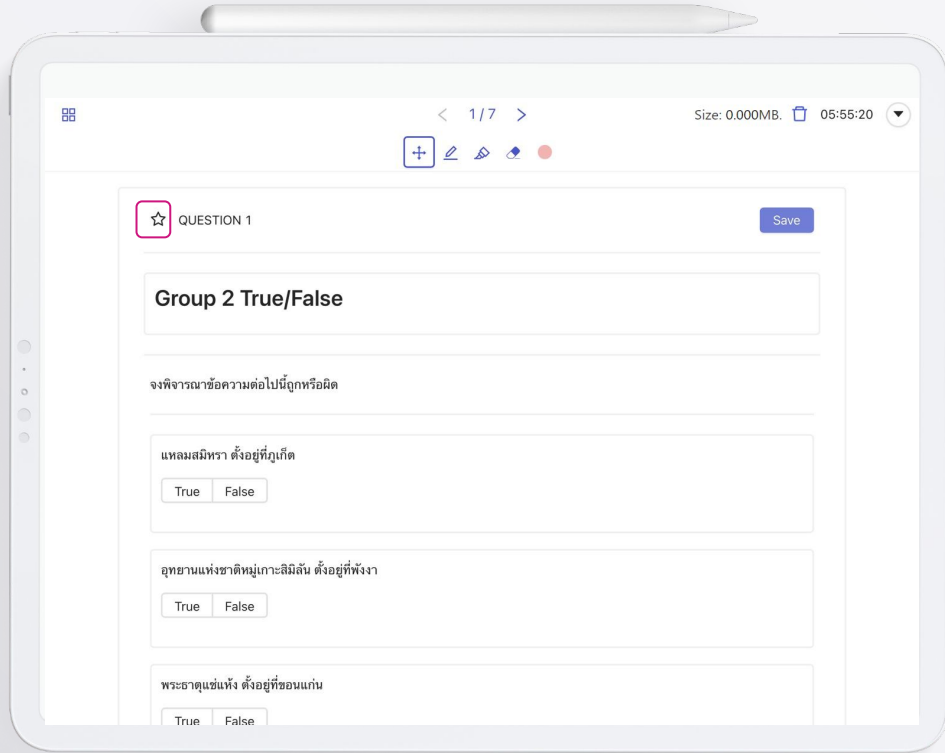 1/7
Size: 0.000MB.
05:55:20
QUESTION 1
Save
Group 2 True/False
จงพิจารณาข้อความต่อไปนี้ถูกหรือผิด
แหลมสมิหรา ตั้งอยู่ที่ภูเก็ต
True False
อุทยานแห่งชาติหมู่เกาะสิมิลัน ตั้งอยู่ที่พังงา
True False
พระธาตุแช่แห้ง ตั้งอยู่ที่ขอนแก่น
True False